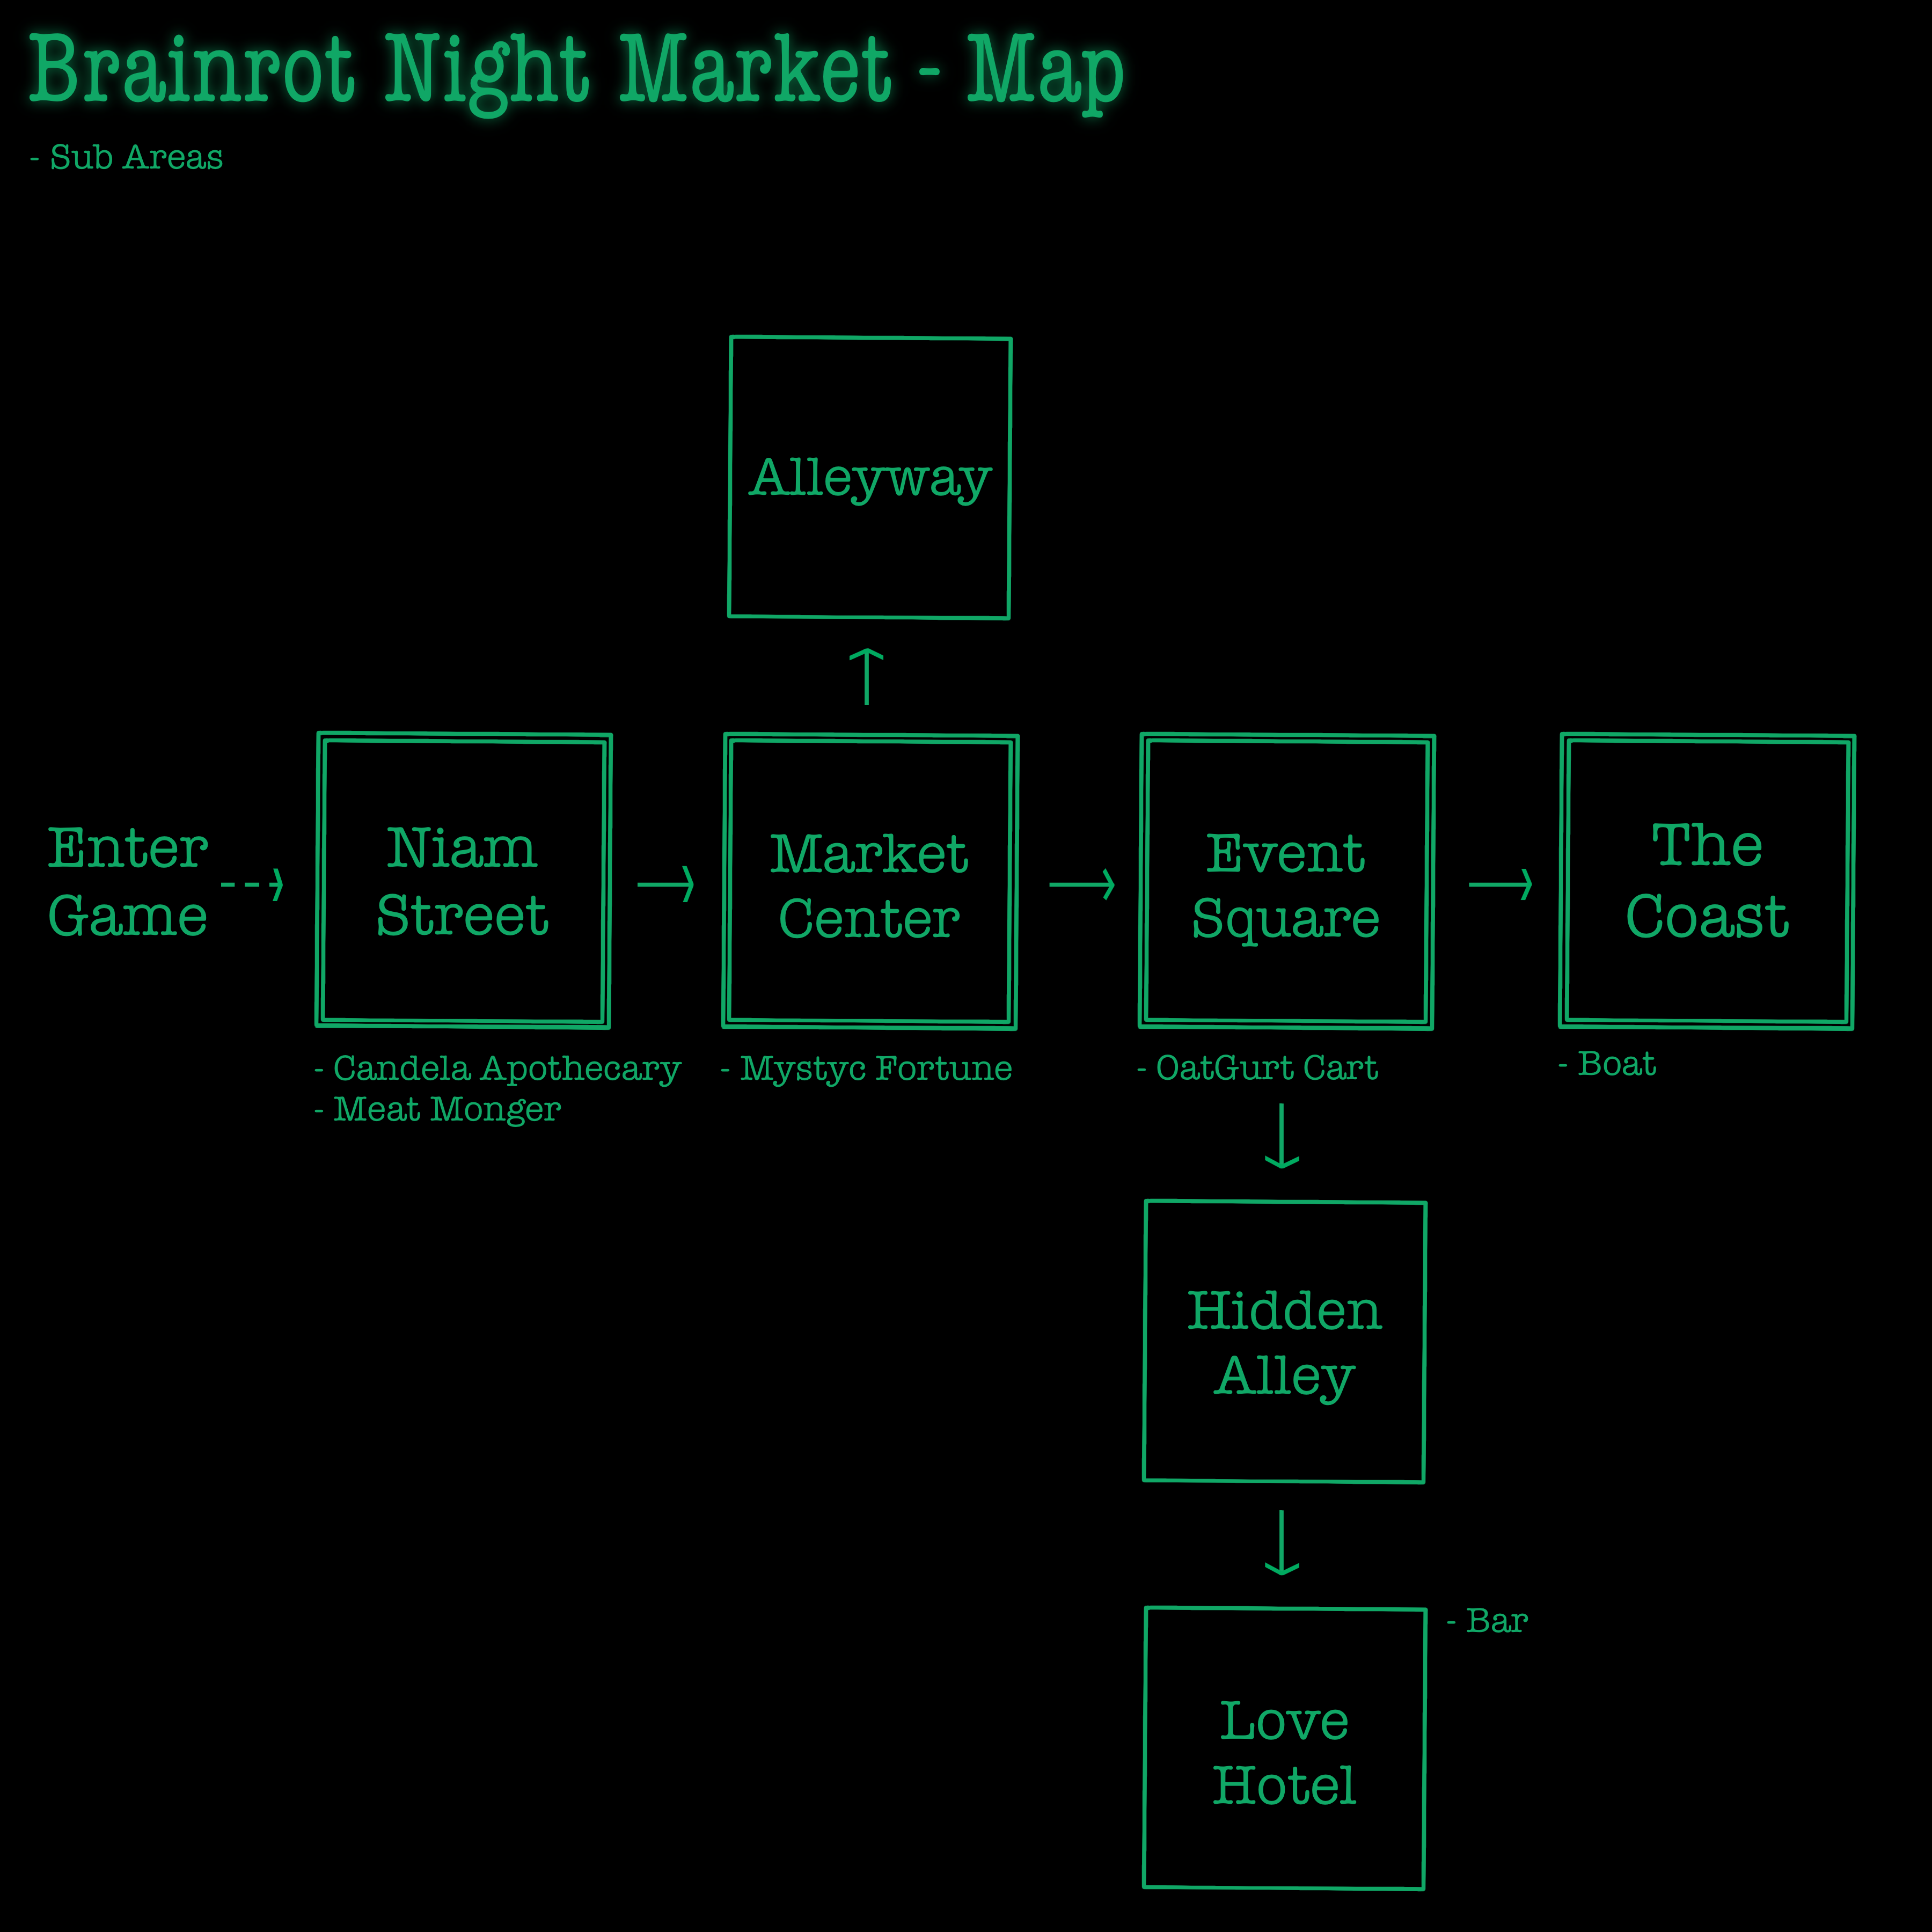 Brainrot Night Market - Map
- Sub Areas
Alleyway
Enter
Game
Niam
Street
Market
Center
Event
Square
The
Coast
- Candela Apothecary
- Meat Monger
- Mystyc Fortune
- OatGurt Cart
- Boat
Hidden
Alley
- Bar
Love
Hotel